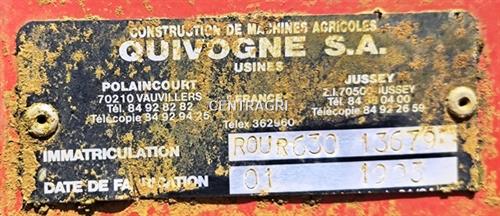 CONSTRUCTION DE MACHINES AGRICOLES
QUIVOGNE S.A.
USINES
POLAINCOURT
70210 VAUVILLERS
Tél. 84 92 82 82
Télécopie 84 92 94 25
CENTRAGRI
FRANCE
Télex 362960
JUSSEY
Z.I. 70500 JUSSEY
Tél. 84 04 00
Télécopie 84 92 26 59
IMMATRICULATION ROUR630 13679
DATE DE FABRICATION 01 1993